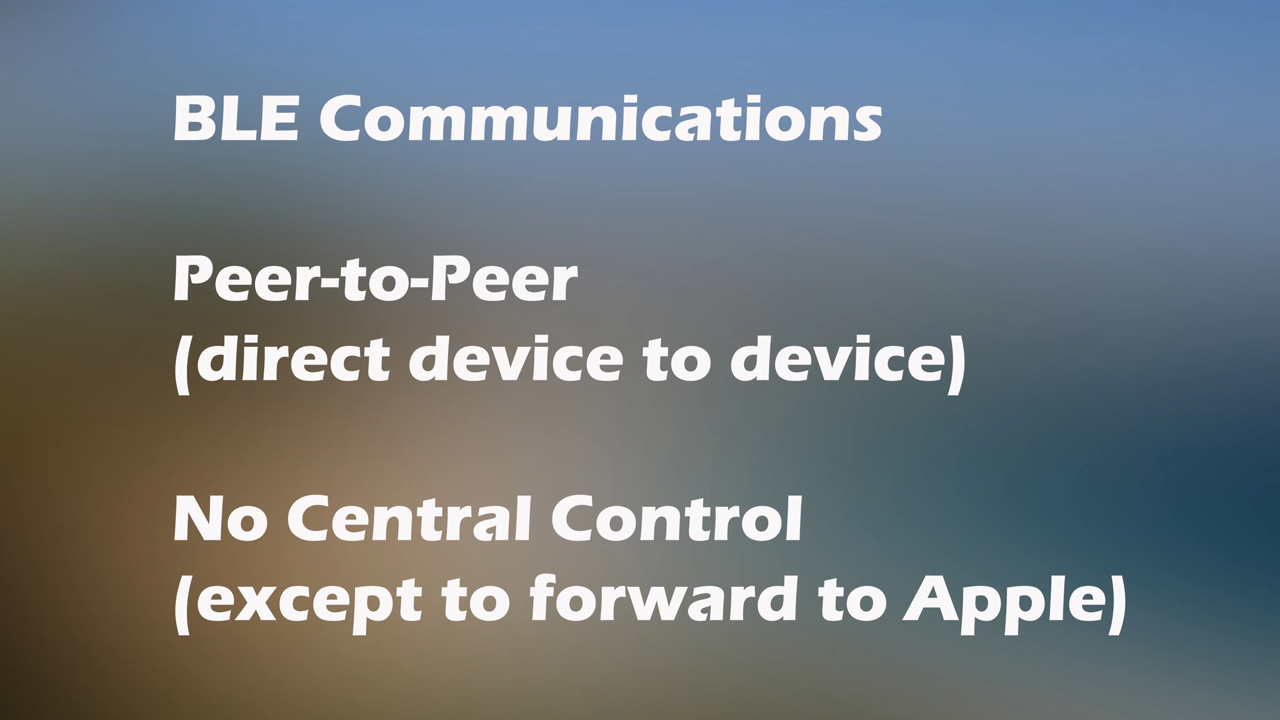 BLE Communications
Peer-to-Peer
(direct device to device)
No Central Control
(except to forward to Apple)